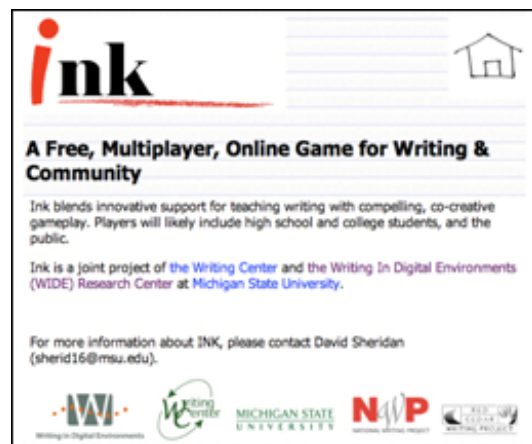 ink
A Free, Multiplayer, Online Game for Writing &
Community
Ink blends innovative support for teaching writing with compelling, co-creative
gameplay. Players will likely include high school and college students, and the
public.
Ink is a joint project of the Writing Center and the Writing In Digital Environments
(WIDE) Research Center at Michigan State University.
For more information about INK, please contact David Sheridan
(sherid16@msu.edu).
W
Writing in Digital Environments
Writing
Center
MICHIGAN STATE
UNIVERSITY
NWP
NATIONAL WRITING PROJECT
RED CEDAR
WRITING PROJECT